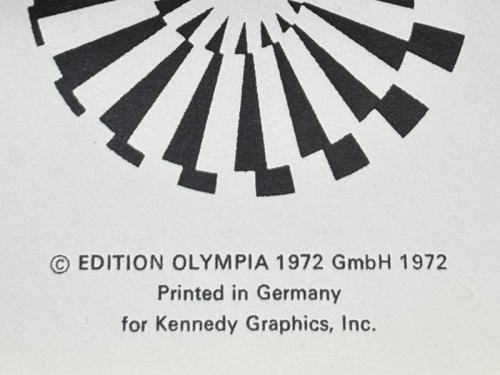 © EDITION OLYMPIA 1972 GmbH 1972
Printed in Germany
for Kennedy Graphics, Inc.